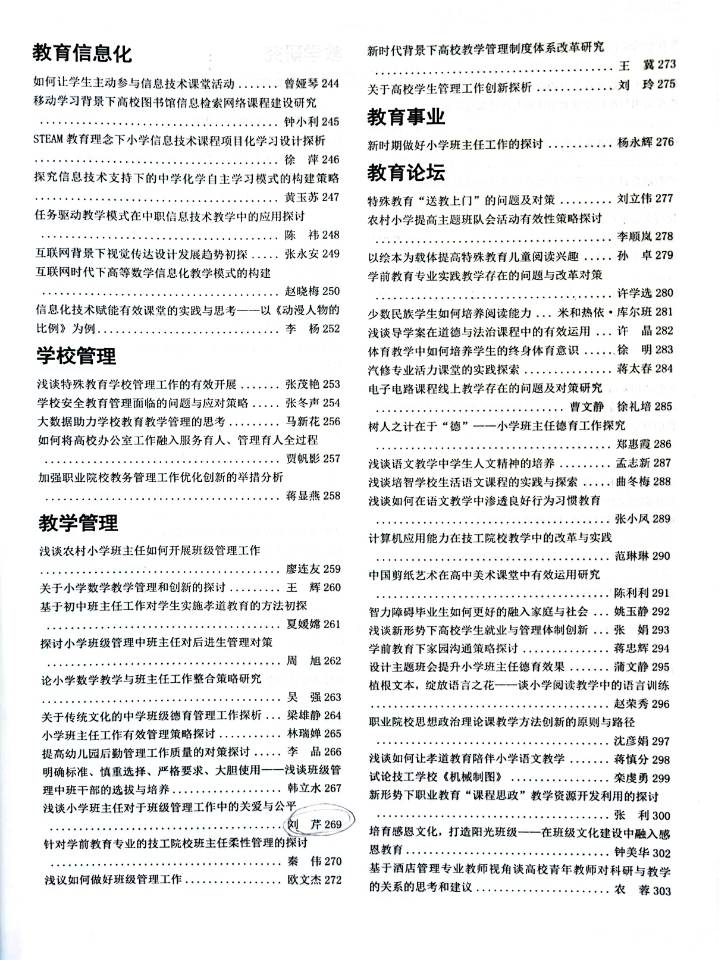 教育信息化
如何让学生主动参与信息技术课堂活动 ....... 曾娅琴 244
移动学习背景下高校图书馆信息检索网络课程建设研究
....................................... 钟小利 245
STEAM 教育理念下小学信息技术课程项目化学习设计探析
....................................... 徐 萍 246
探究信息技术支持下的中学化学自主学习模式的构建策略
....................................... 黄玉苏 247
任务驱动教学模式在中职信息技术教学中的应用探讨
....................................... 陈 祎 248
互联网背景下视觉传达设计发展趋势初探 ..... 张永安 249
互联网时代下高等数学信息化教学模式的构建
....................................... 赵晓梅 250
信息化技术赋能有效课堂的实践与思考——以《动漫人物的
比例》为例 ............................... 李 杨 252
学校管理
浅谈特殊教育学校管理工作的有效开展 ....... 张茂艳 253
学校安全教育管理面临的问题与应对策略 ..... 张冬声 254
大数据助力学校教育教学管理的思考 ......... 马新花 256
如何将高校办公室工作融入服务育人、管理育人全过程
....................................... 贾帆影 257
加强职业院校教务管理工作优化创新的举措分析
....................................... 蒋显燕 258
教学管理
浅谈农村小学班主任如何开展班级管理工作
....................................... 廖连友 259
关于小学数学教学管理和创新的探讨 ......... 王 辉 260
基于初中班主任工作对学生实施孝道教育的方法初探
....................................... 夏媛嫦 261
探讨小学班级管理中班主任对后进生管理对策
....................................... 周 旭 262
论小学数学教学与班主任工作整合策略研究
....................................... 吴 强 263
关于传统文化的中学班级德育管理工作探析 ... 梁雄静 264
小学班主任工作有效管理策略探讨 ........... 林瑞婵 265
提高幼儿园后勤管理工作质量的对策探讨 ..... 李 晶 266
明确标准、慎重选择、严格要求、大胆使用——浅谈班级管
理中班干部的选拔与培养 ................... 韩立水 267
浅谈小学班主任对于班级管理工作中的关爱与公平
....................................... 刘 芹 269
针对学前教育专业的技工院校班主任柔性管理的探讨
....................................... 秦 伟 270
浅议如何做好班级管理工作 ................. 欧文杰 272
新时代背景下高校教学管理制度体系改革研究
....................................... 王 冀 273
关于高校学生管理工作创新探析 ............. 刘 玲 275
教育事业
新时期做好小学班主任工作的探讨 ........... 杨永辉 276
教育论坛
特殊教育“送教上门”的问题及对策 .......... 刘立伟 277
农村小学提高主题班队会活动有效性策略探讨
....................................... 李顺岚 278
以绘本为载体提高特殊教育儿童阅读兴趣 ..... 孙 卓 279
学前教育专业实践教学存在的问题与改革对策
....................................... 许学选 280
少数民族学生如何培养阅读能力 ... 米和热依·库尔班 281
浅谈导学案在道德与法治课程中的有效运用 ... 许 晶 282
体育教学中如何培养学生的终身体育意识 ..... 徐 明 283
汽修专业活力课堂的实践探索 ............... 蒋太春 284
电子电路课程线上教学存在的问题及对策研究
................................ 曹文静 徐礼培 285
树人之计在于“德”——小学班主任德育工作探究
....................................... 郑惠霞 286
浅谈语文教学中学生人文精神的培养 ......... 孟志新 287
浅谈培智学校生活语文课程的实践与探索 ..... 曲冬梅 288
浅谈如何在语文教学中渗透良好行为习惯教育
....................................... 张小凤 289
计算机应用能力在技工院校教学中的改革与实践
....................................... 范琳琳 290
中国剪纸艺术在高中美术课堂中有效运用研究
....................................... 陈利利 291
智力障碍毕业生如何更好的融入家庭与社会 ... 姚玉静 292
浅谈新形势下高校学生就业与管理体制创新 ... 张 娟 293
学前教育下家园沟通策略探讨 ............... 蒋忠辉 294
设计主题班会提升小学班主任德育效果 ....... 蒲文静 295
植根文本，绽放语言之花——谈小学阅读教学中的语言训练
....................................... 赵荣秀 296
职业院校思想政治理论课教学方法创新的原则与路径
....................................... 沈彦娟 297
浅谈如何让孝道教育陪伴小学语文教学 ....... 蒋慎分 298
试论技工学校《机械制图》 ................. 栾虔勇 299
新形势下职业教育“课程思政”教学资源开发利用的探讨
....................................... 张 利 300
培育感恩文化，打造阳光班级——在班级文化建设中融入感
恩教育 ................................... 钟美华 302
基于酒店管理专业教师视角谈高校青年教师对科研与教学
的关系的思考和建议 ....................... 农 蓉 303